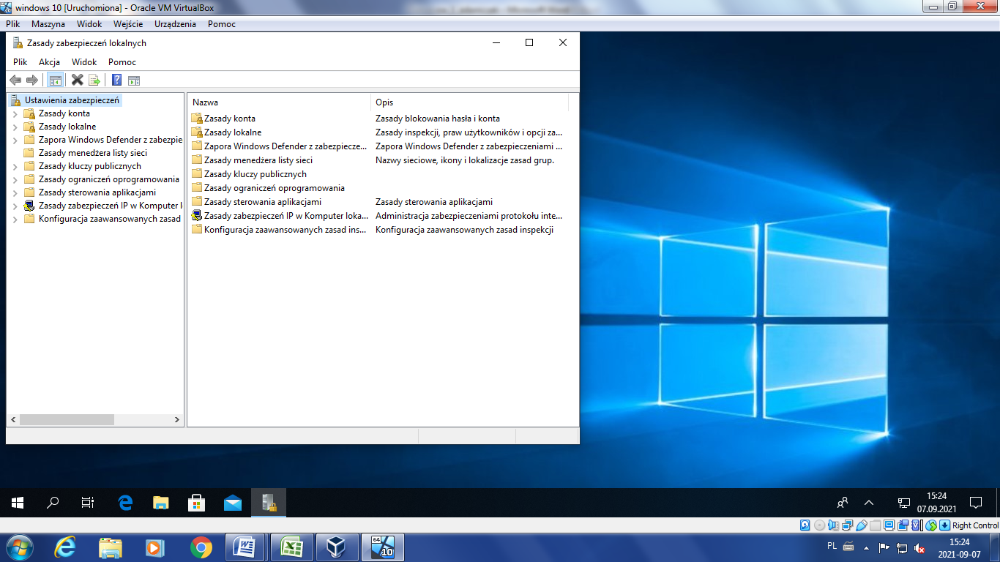 windows 10 [Uruchomiona] - Oracle VM VirtualBox
Plik Maszyna Widok Wejście Urządzenia Pomoc
Zasady zabezpieczeń lokalnych
Plik Akcja Widok Pomoc
Ustawienia zabezpieczeń
Zasady konta
Zasady lokalne
Zapora Windows Defender z zabezpie
Zasady menedżera listy sieci
Zasady kluczy publicznych
Zasady ograniczeń oprogramowania
Zasady sterowania aplikacjami
Zasady zabezpieczeń IP w Komputer l
Konfiguracja zaawansowanych zasad
Nazwa Opis
Zasady konta Zasady blokowania hasła i konta
Zasady lokalne Zasady inspekcji, praw użytkowników i opcji za...
Zapora Windows Defender z zabezpiecze... Zapora Windows Defender z zabezpieczeniami ...
Zasady menedżera listy sieci Nazwy sieciowe, ikony i lokalizacje zasad grup.
Zasady kluczy publicznych
Zasady ograniczeń oprogramowania
Zasady sterowania aplikacjami Zasady sterowania aplikacjami
Zasady zabezpieczeń IP w Komputer loka... Administracja zabezpieczeniami protokołu inte...
Konfiguracja zaawansowanych zasad ins... Konfiguracja zaawansowanych zasad inspekcji
15:24
07.09.2021
Right Control
64
10
PL
15:24
2021-09-07